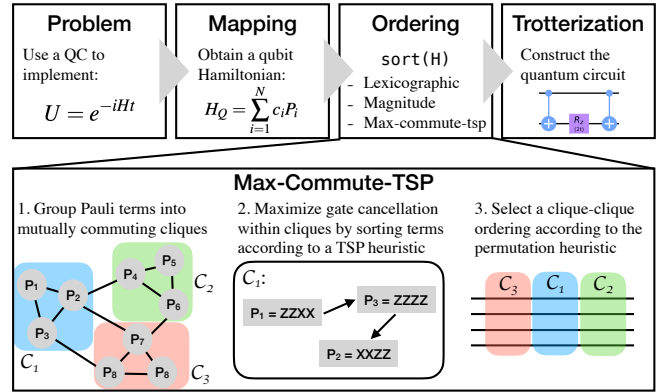 Problem
Use a QC to
implement:
U = e^{-iHt}
Mapping
Obtain a qubit
Hamiltonian:
H_Q = \sum_{i=1}^{N} c_i P_i
Ordering
sort(H)
- Lexicographic
- Magnitude
- Max-commute-tsp
Trotterization
Construct the
quantum circuit
R_z
(2t)
Max-Commute-TSP
1. Group Pauli terms into
mutually commuting cliques
P₁
P₂
P₃
C₁
P₄
P₅
P₆
C₂
P₇
P₈
P₈
C₃
2. Maximize gate cancellation
within cliques by sorting terms
according to a TSP heuristic
C₁:
P₁ = ZZXX
P₃ = ZZZZ
P₂ = XXZZ
3. Select a clique-clique
ordering according to the
permutation heuristic
C₃ C₁ C₂